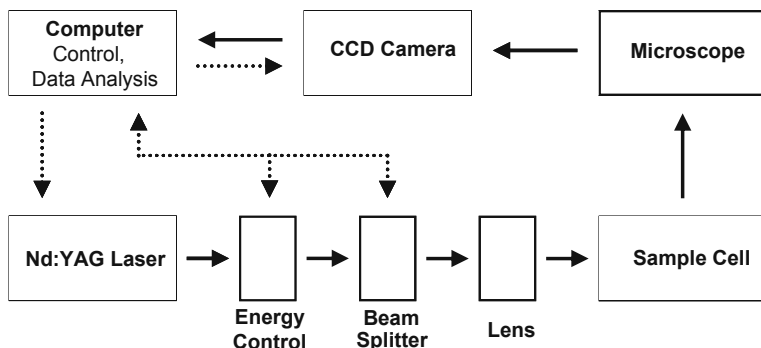 Computer
Control,
Data Analysis
CCD Camera
Microscope
Nd:YAG Laser
Energy
Control
Beam
Splitter
Lens
Sample Cell